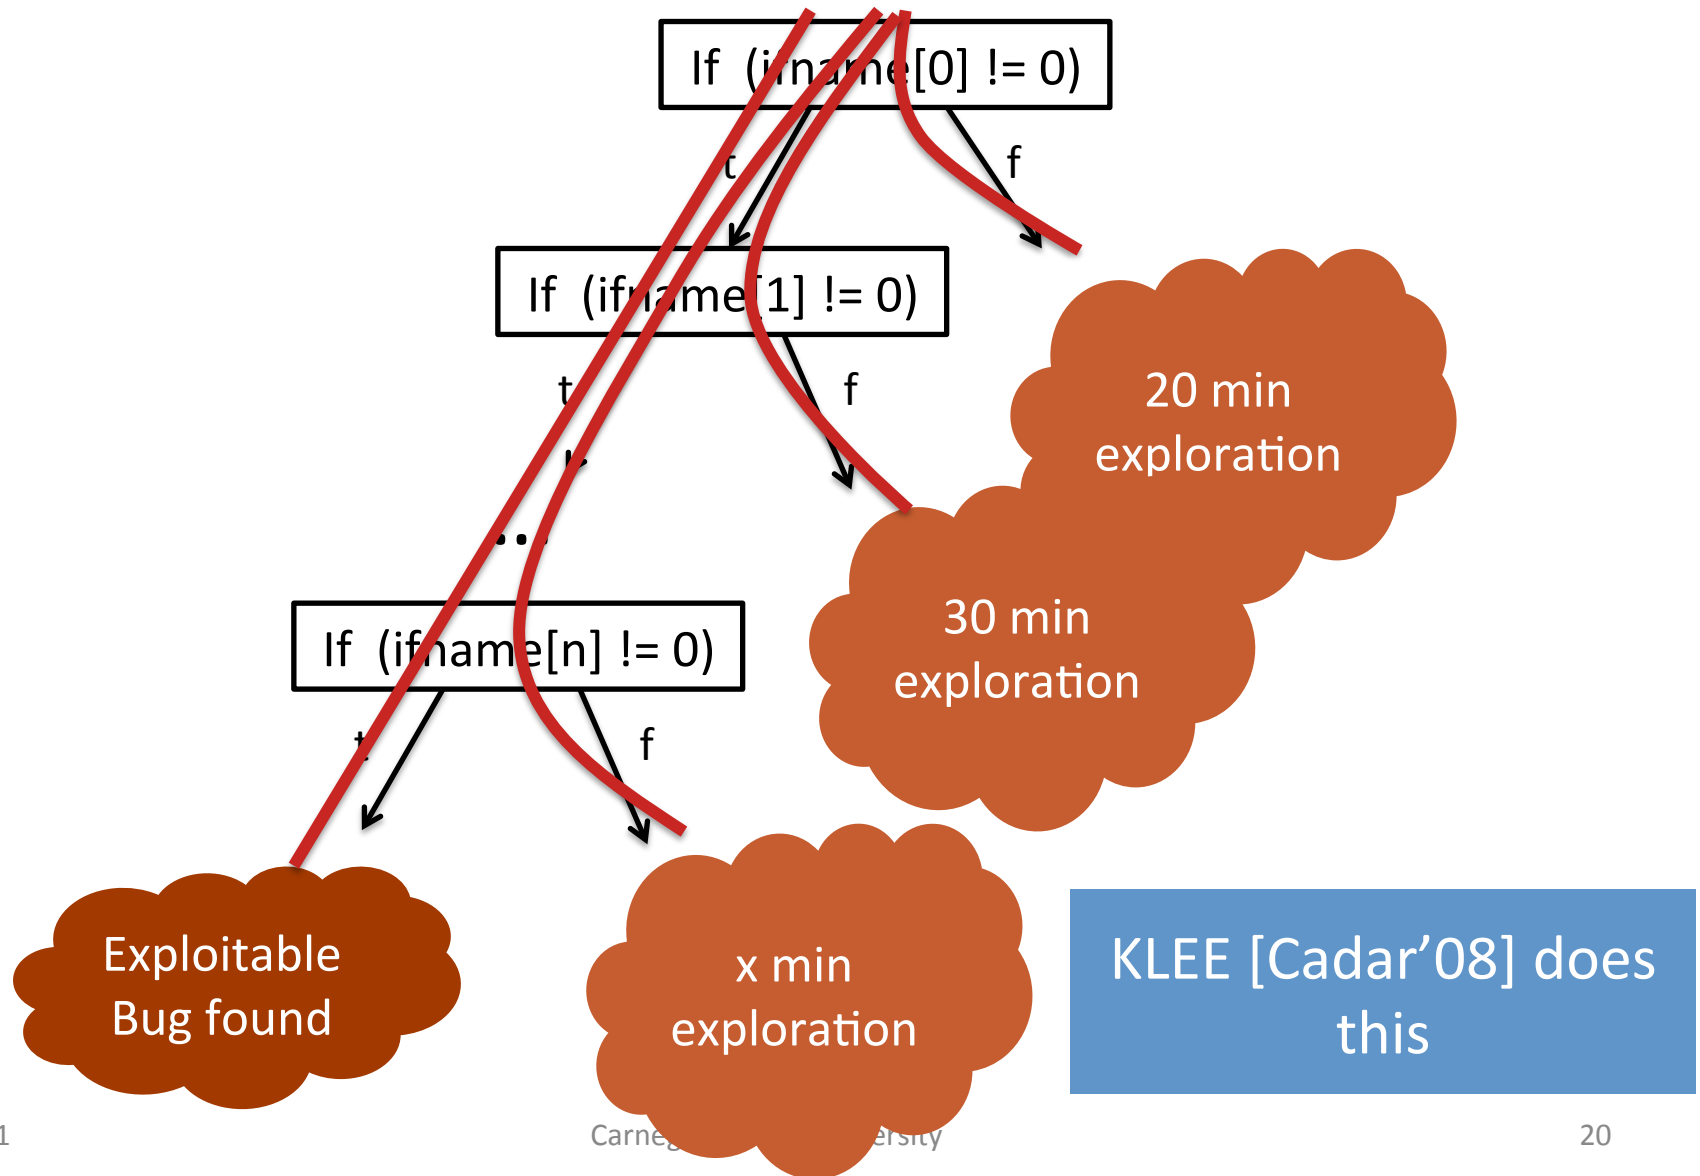 If (ifname[0] != 0)
t
f
If (ifname[1] != 0)
t
f
20 min
exploration
...
30 min
exploration
If (ifname[n] != 0)
t
f
Exploitable
Bug found
x min
exploration
KLEE [Cadar’08] does
this
1
20